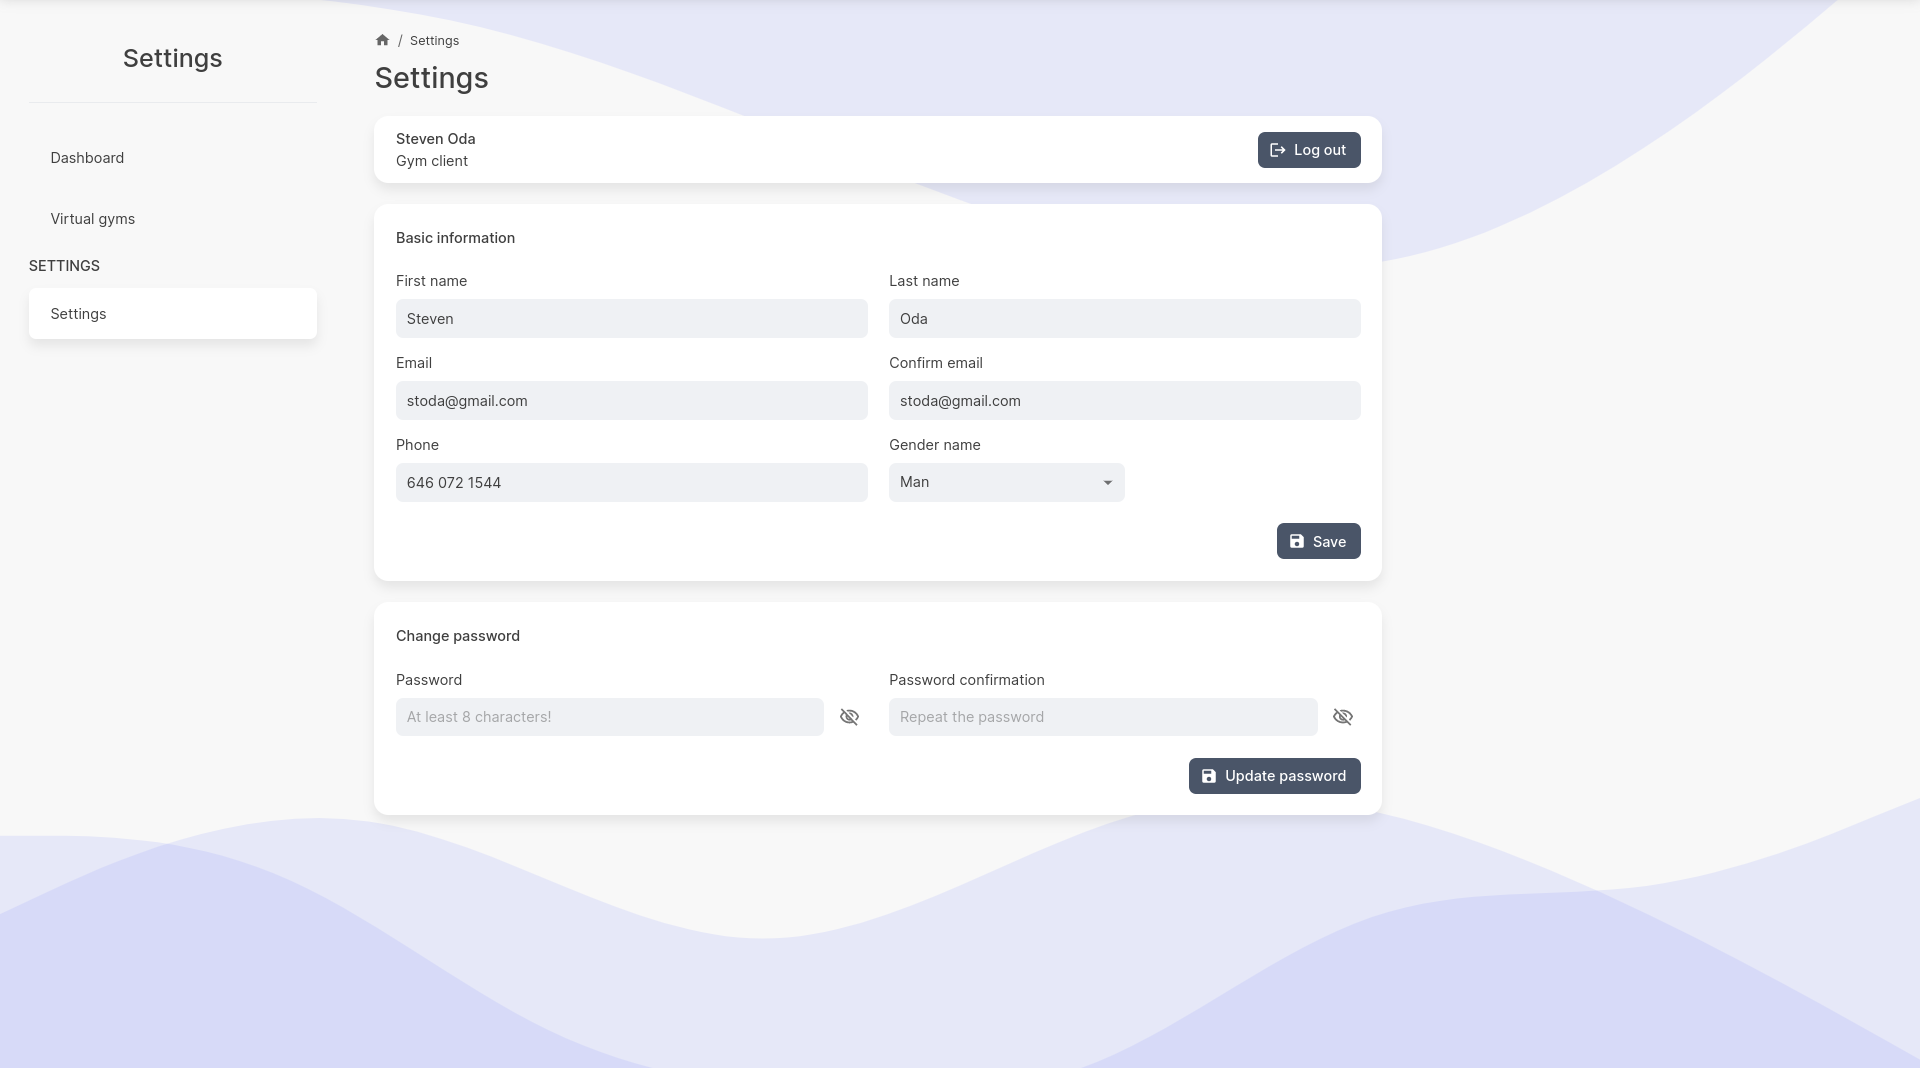 Settings
Dashboard
Virtual gyms
SETTINGS
Settings
/ Settings
Settings
Steven Oda
Gym client
Log out
Basic information
First name
Last name
Steven
Oda
Email
Confirm email
stoda@gmail.com
stoda@gmail.com
Phone
Gender name
646 072 1544
Man
Save
Change password
Password
Password confirmation
At least 8 characters!
Repeat the password
Update password